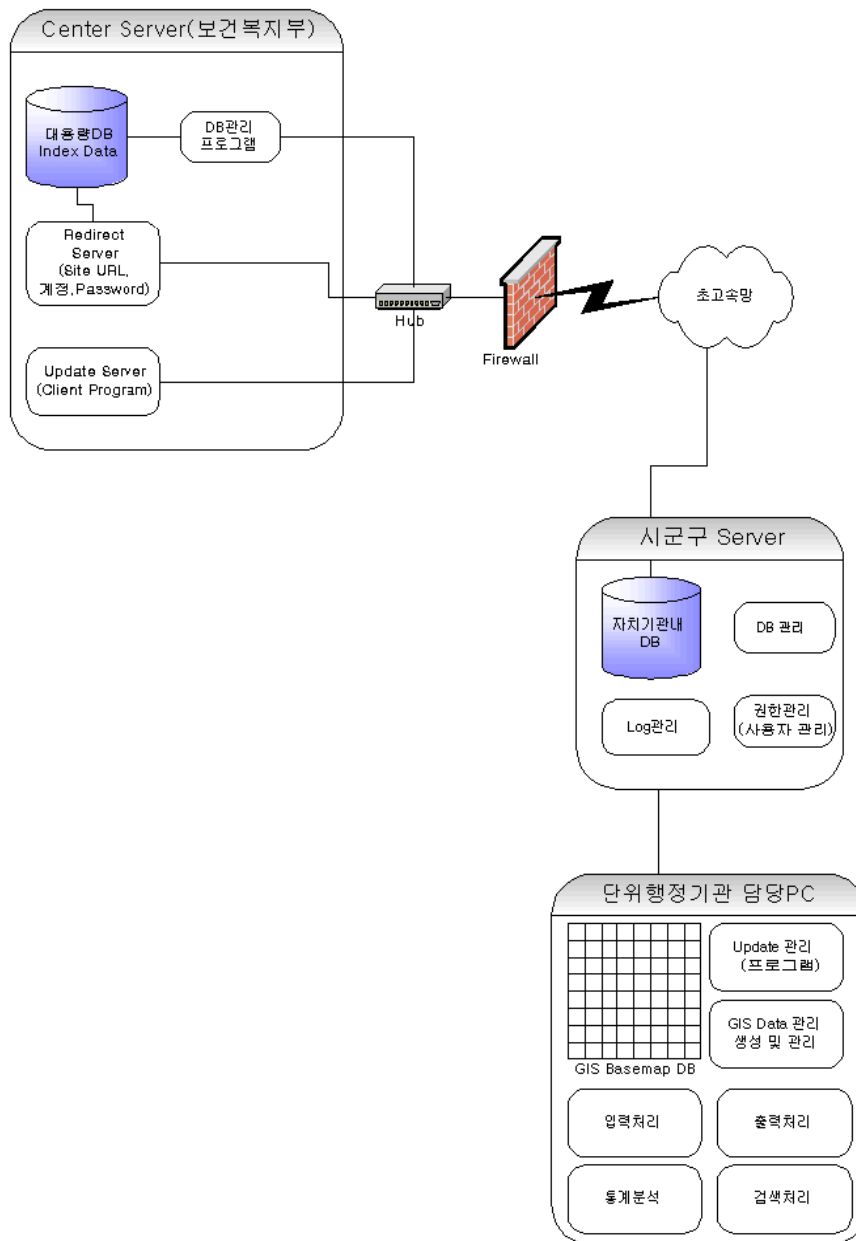 Center Server(보건복지부)
대용량DB
Index Data
DB관리
프로그램
Redirect
Server
(Site URL,
계정,Password)
Update Server
(Client Program)
Hub
Firewall
초고속망
시군구 Server
자치기관내
DB
DB 관리
Log관리
권한관리
(사용자 관리)
단위행정기관 담당PC
GIS Basemap DB
Update 관리
(프로그램)
GIS Data 관리
생성 및 관리
입력처리
출력처리
통계분석
검색처리